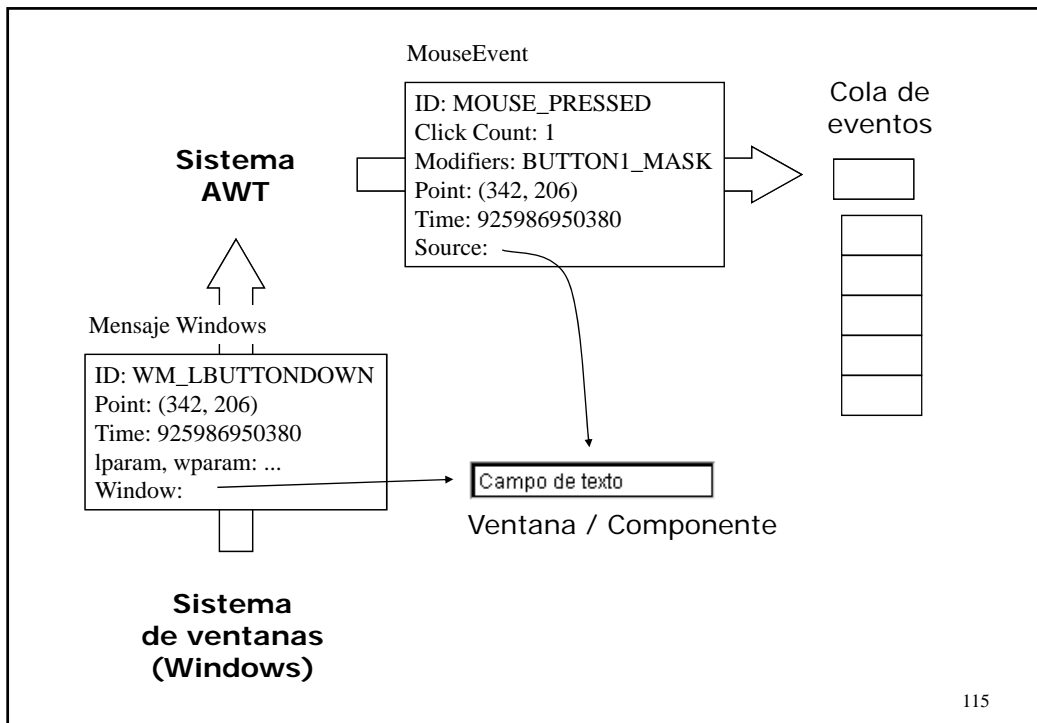 MouseEvent
ID: MOUSE_PRESSED
Click Count: 1
Modifiers: BUTTON1_MASK
Point: (342, 206)
Time: 925986950380
Source:
Cola de
eventos
Sistema
AWT
Mensaje Windows
ID: WM_LBUTTONDOWN
Point: (342, 206)
Time: 925986950380
lparam, wparam: ...
Window:
Campo de texto
Ventana / Componente
Sistema
de ventanas
(Windows)
115